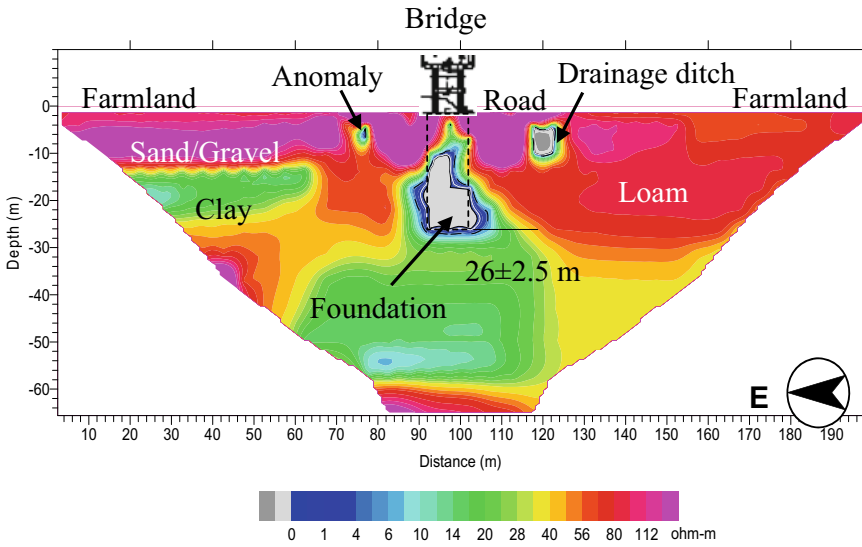 Bridge
Anomaly
Drainage ditch
Farmland
Road
Farmland
Sand/Gravel
Loam
Clay
26±2.5 m
Foundation
E
Depth (m)
0
-10
-20
-30
-40
-50
-60
10 20 30 40 50 60 70 80 90 100 110 120 130 140 150 160 170 180 190
Distance (m)
0 1 4 6 10 14 20 28 40 56 80 112 ohm-m